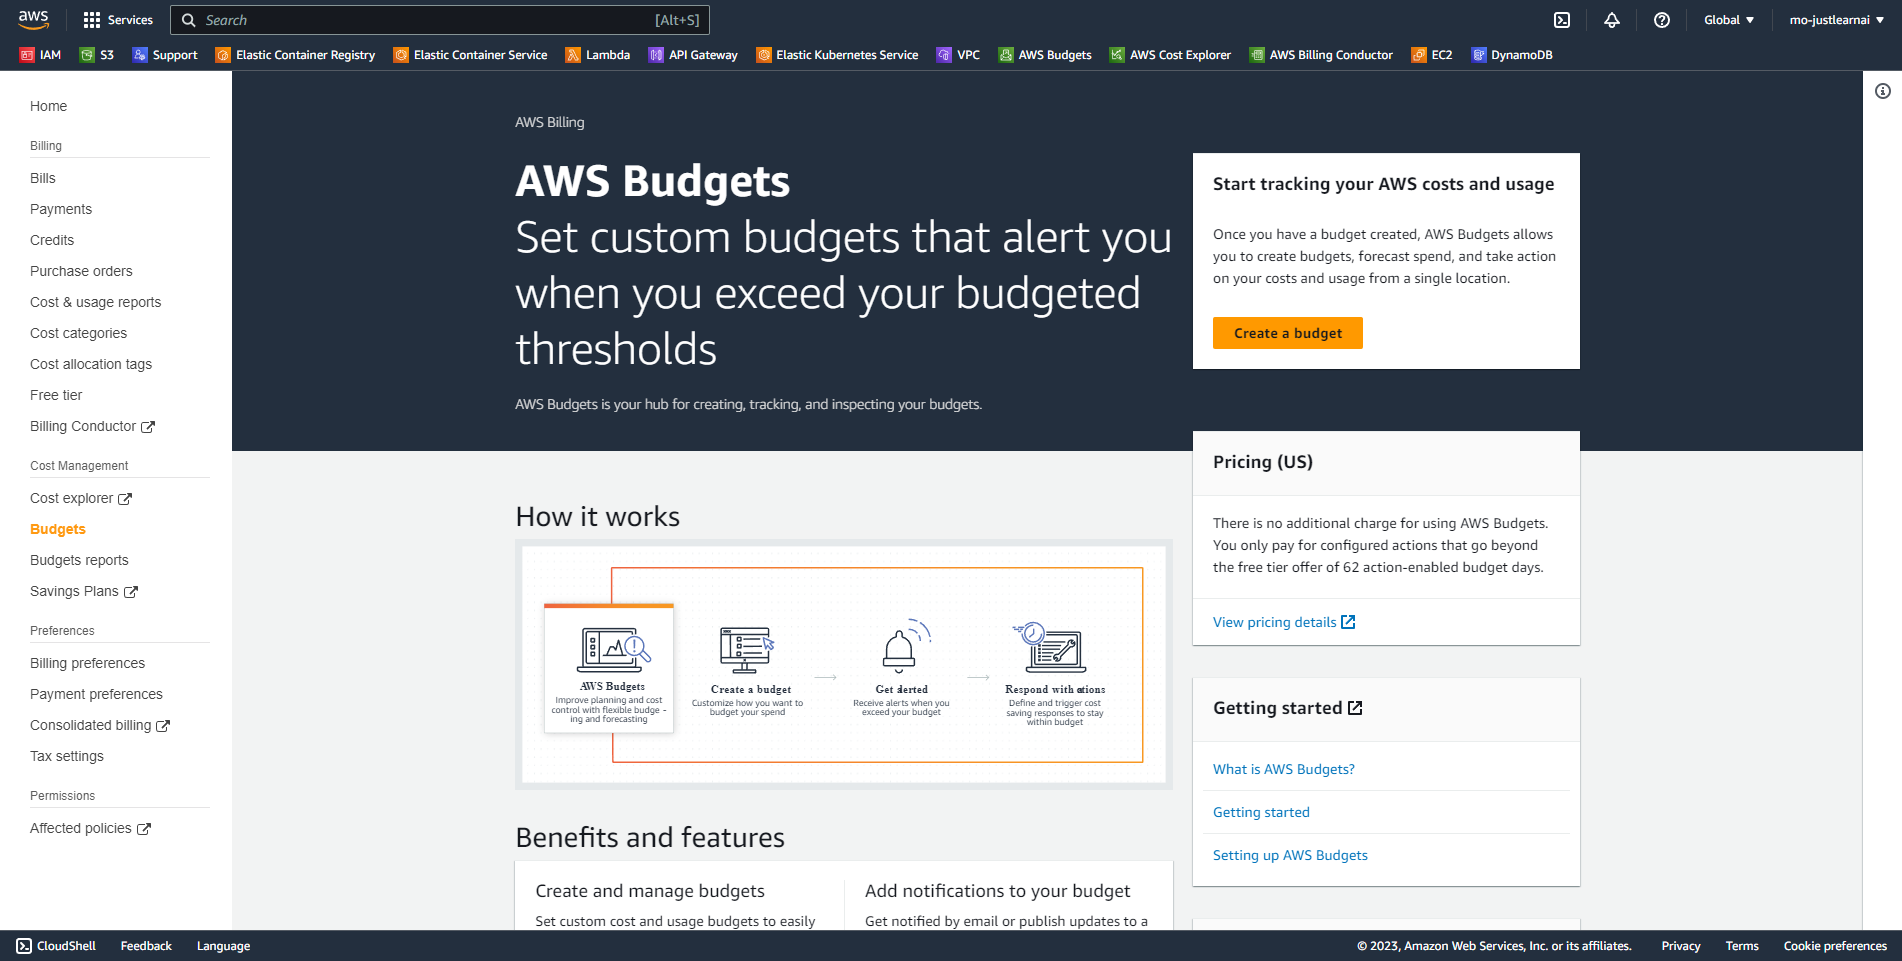 aws
Services
Search [Alt+S]
Global
mo-justlearnai
IAM
S3
Support
Elastic Container Registry
Elastic Container Service
Lambda
API Gateway
Elastic Kubernetes Service
VPC
AWS Budgets
AWS Cost Explorer
AWS Billing Conductor
EC2
DynamoDB
Home
Billing
Bills
Payments
Credits
Purchase orders
Cost & usage reports
Cost categories
Cost allocation tags
Free tier
Billing Conductor
Cost Management
Cost explorer
Budgets
Budgets reports
Savings Plans
Preferences
Billing preferences
Payment preferences
Consolidated billing
Tax settings
Permissions
Affected policies
AWS Billing
AWS Budgets
Set custom budgets that alert you
when you exceed your budgeted
thresholds
AWS Budgets is your hub for creating, tracking, and inspecting your budgets.
Start tracking your AWS costs and usage
Once you have a budget created, AWS Budgets allows
you to create budgets, forecast spend, and take action
on your costs and usage from a single location.
Create a budget
How it works
AWS Budgets
Improve planning and cost
control with flexible budge -
ing and forecasting
Create a budget
Customize how you want to
budget your spend
Get alerted
Receive alerts when you
exceed your budget
Respond with actions
Define and trigger cost
saving responses to stay
within budget
Pricing (US)
There is no additional charge for using AWS Budgets.
You only pay for configured actions that go beyond
the free tier offer of 62 action-enabled budget days.
View pricing details
Getting started
What is AWS Budgets?
Getting started
Setting up AWS Budgets
Benefits and features
Create and manage budgets
Set custom cost and usage budgets to easily
Add notifications to your budget
Get notified by email or publish updates to a
CloudShell
Feedback
Language
© 2023, Amazon Web Services, Inc. or its affiliates.
Privacy
Terms
Cookie preferences